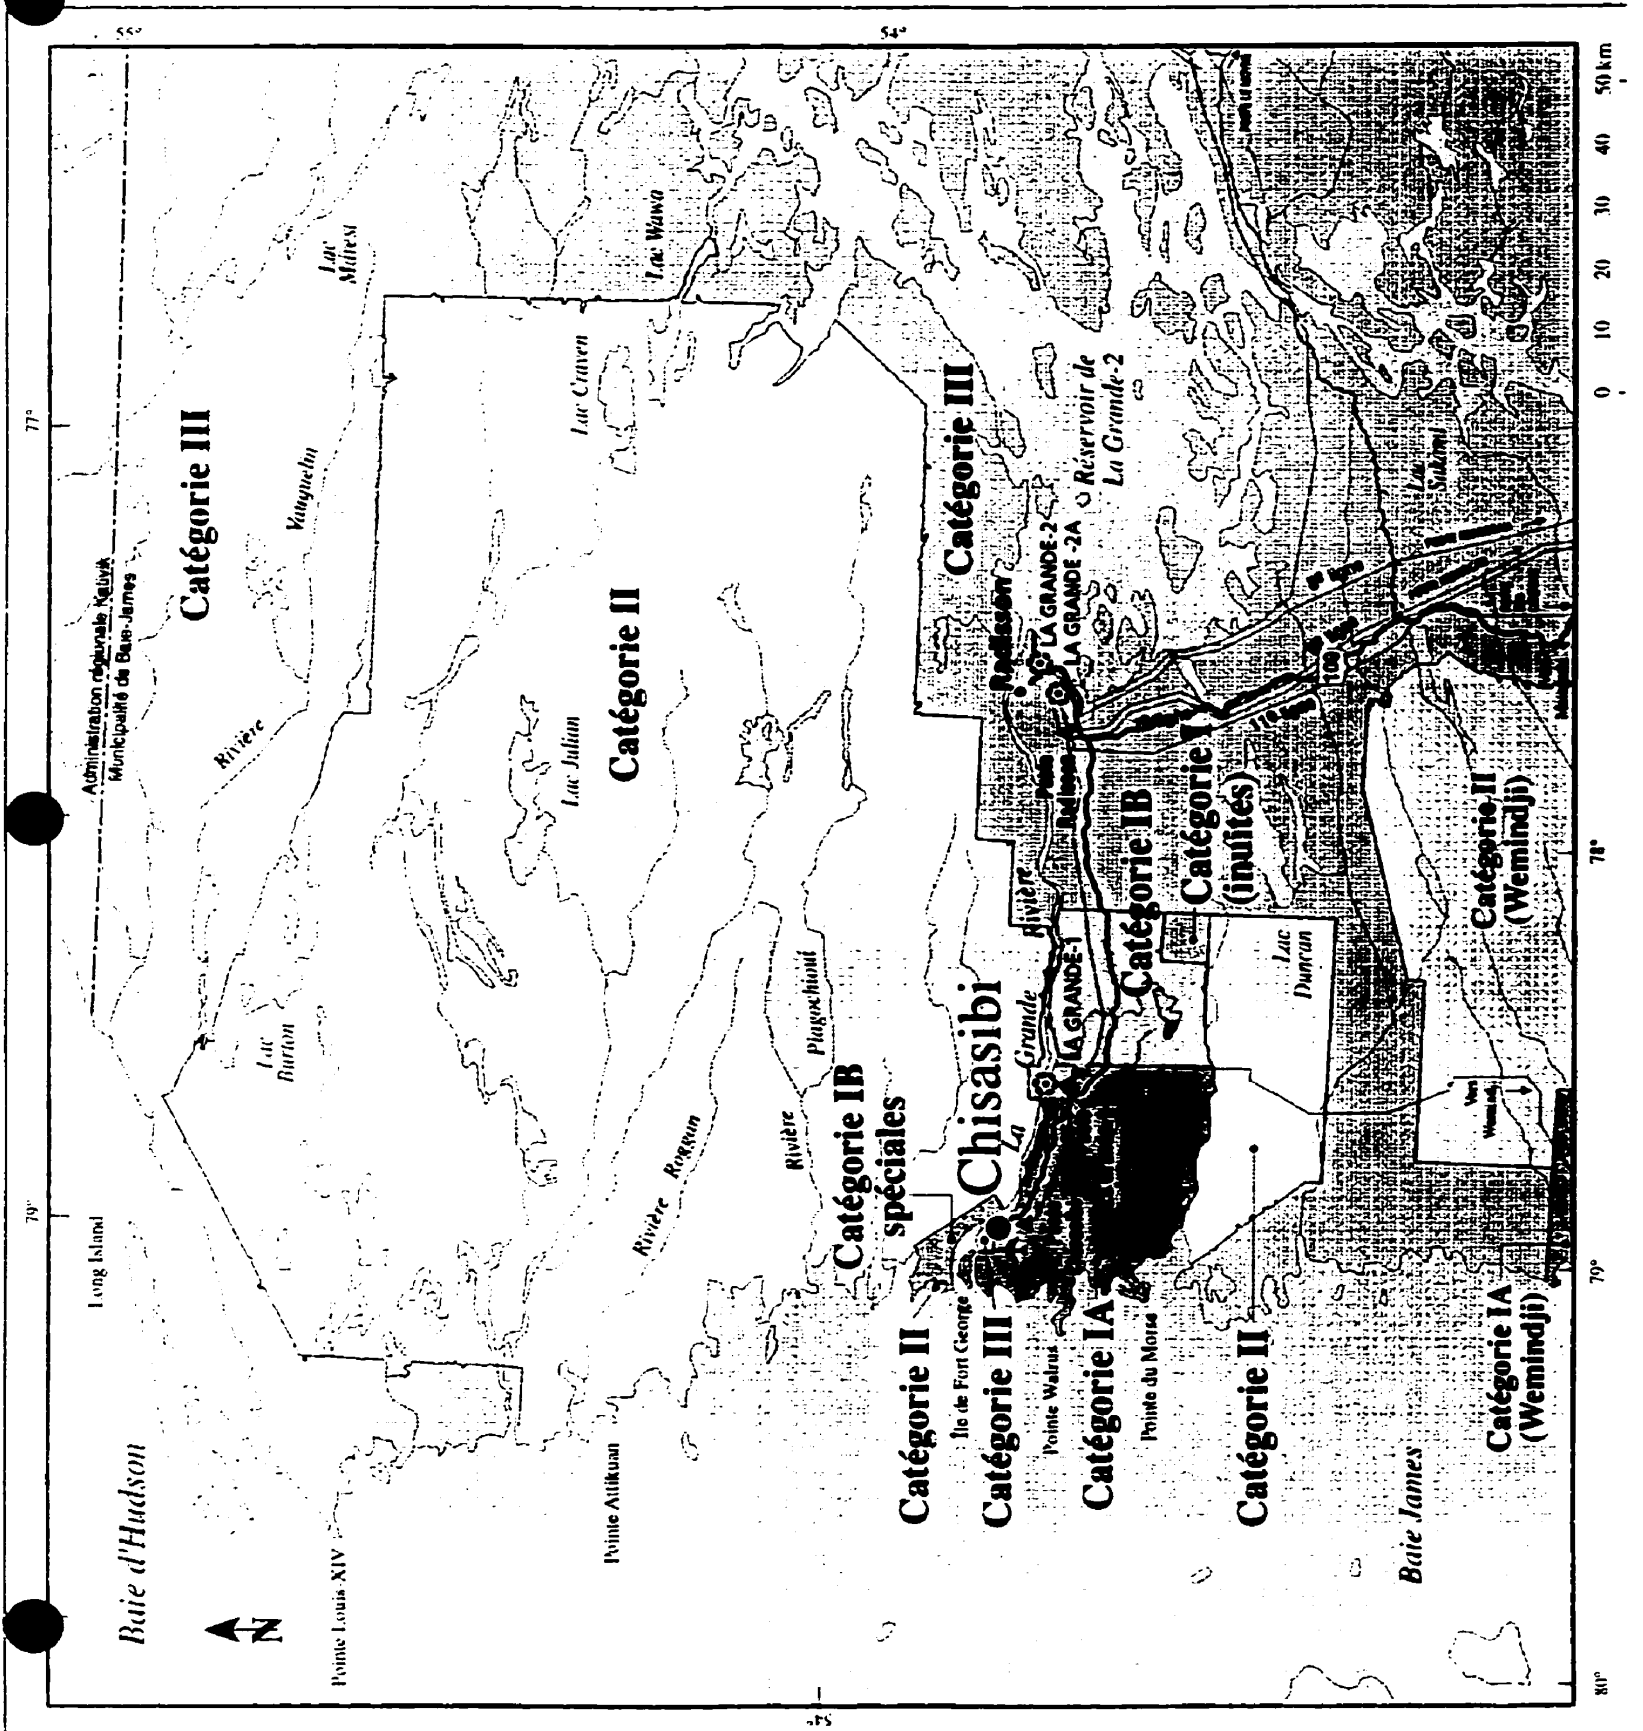 55°
54°
77°
79°
Administration régionale Kativik
Municipalité de Baie-James
Catégorie III
Vauquelin
Rivière
Lac
Mairest
Lac Wawa
Lac Craven
Catégorie II
Lac Julian
Lac
Burton
Long Island
Baie d'Hudson
N
Pointe Louis-XIV
Pointe Attikuan
Rivière Roggan
Rivière
Piagochioui
Catégorie IB
spéciales
Chisasibi
La
Grande
Rivière
LA GRANDE-1
Radisson
LA GRANDE-2
LA GRANDE-2A
Réservoir de
La Grande-2
Catégorie III
Radisson
Catégorie IB
Catégorie I
(inuites)
Lac
Sakami
Lac
Duncan
Catégorie II
(Wemindji)
Vers
Wemindji
Catégorie II
Île de Fort George
Catégorie III
Pointe Walrus
Catégorie IA
Pointe du Morse
Catégorie II
Baie James
Catégorie IA
(Wemindji)
0 10 20 30 40 50 km
78°
79°
80°
54°